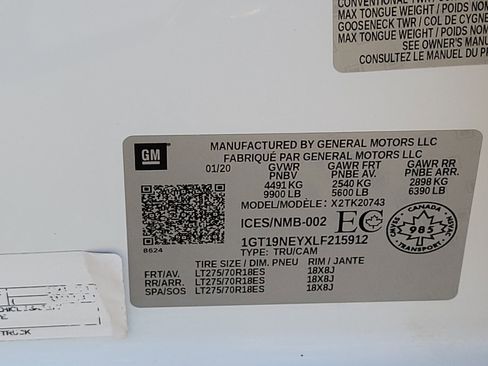 CONVENTIONAL TWR /
MAX TONGUE WEIGHT / POIDS NOM
GOOSENECK TWR / COL DE CYGNE
MAX TONGUE WEIGHT / POIDS NOM
SEE OWNER'S MANU
CONSULTEZ LE MANUEL DU P
GM
MANUFACTURED BY GENERAL MOTORS LLC
FABRIQUÉ PAR GENERAL MOTORS LLC
01/20 GVWR GAWR FRT GAWR RR
PNBV PNBE AV. PNBE ARR.
4491 KG 2540 KG 2898 KG
9900 LB 5600 LB 6390 LB
MODEL/MODÈLE: X2TK20743
ICES/NMB-002 EC
CANADA
985
TRANSPORT
8624
1GT19NEYXLF215912
TYPE: TRU/CAM
TIRE SIZE / DIM. PNEU RIM / JANTE
FRT/AV. LT275/70R18ES 18X8J
RR/ARR. LT275/70R18ES 18X8J
SPA/SOS LT275/70R18ES 18X8J
TRUCK